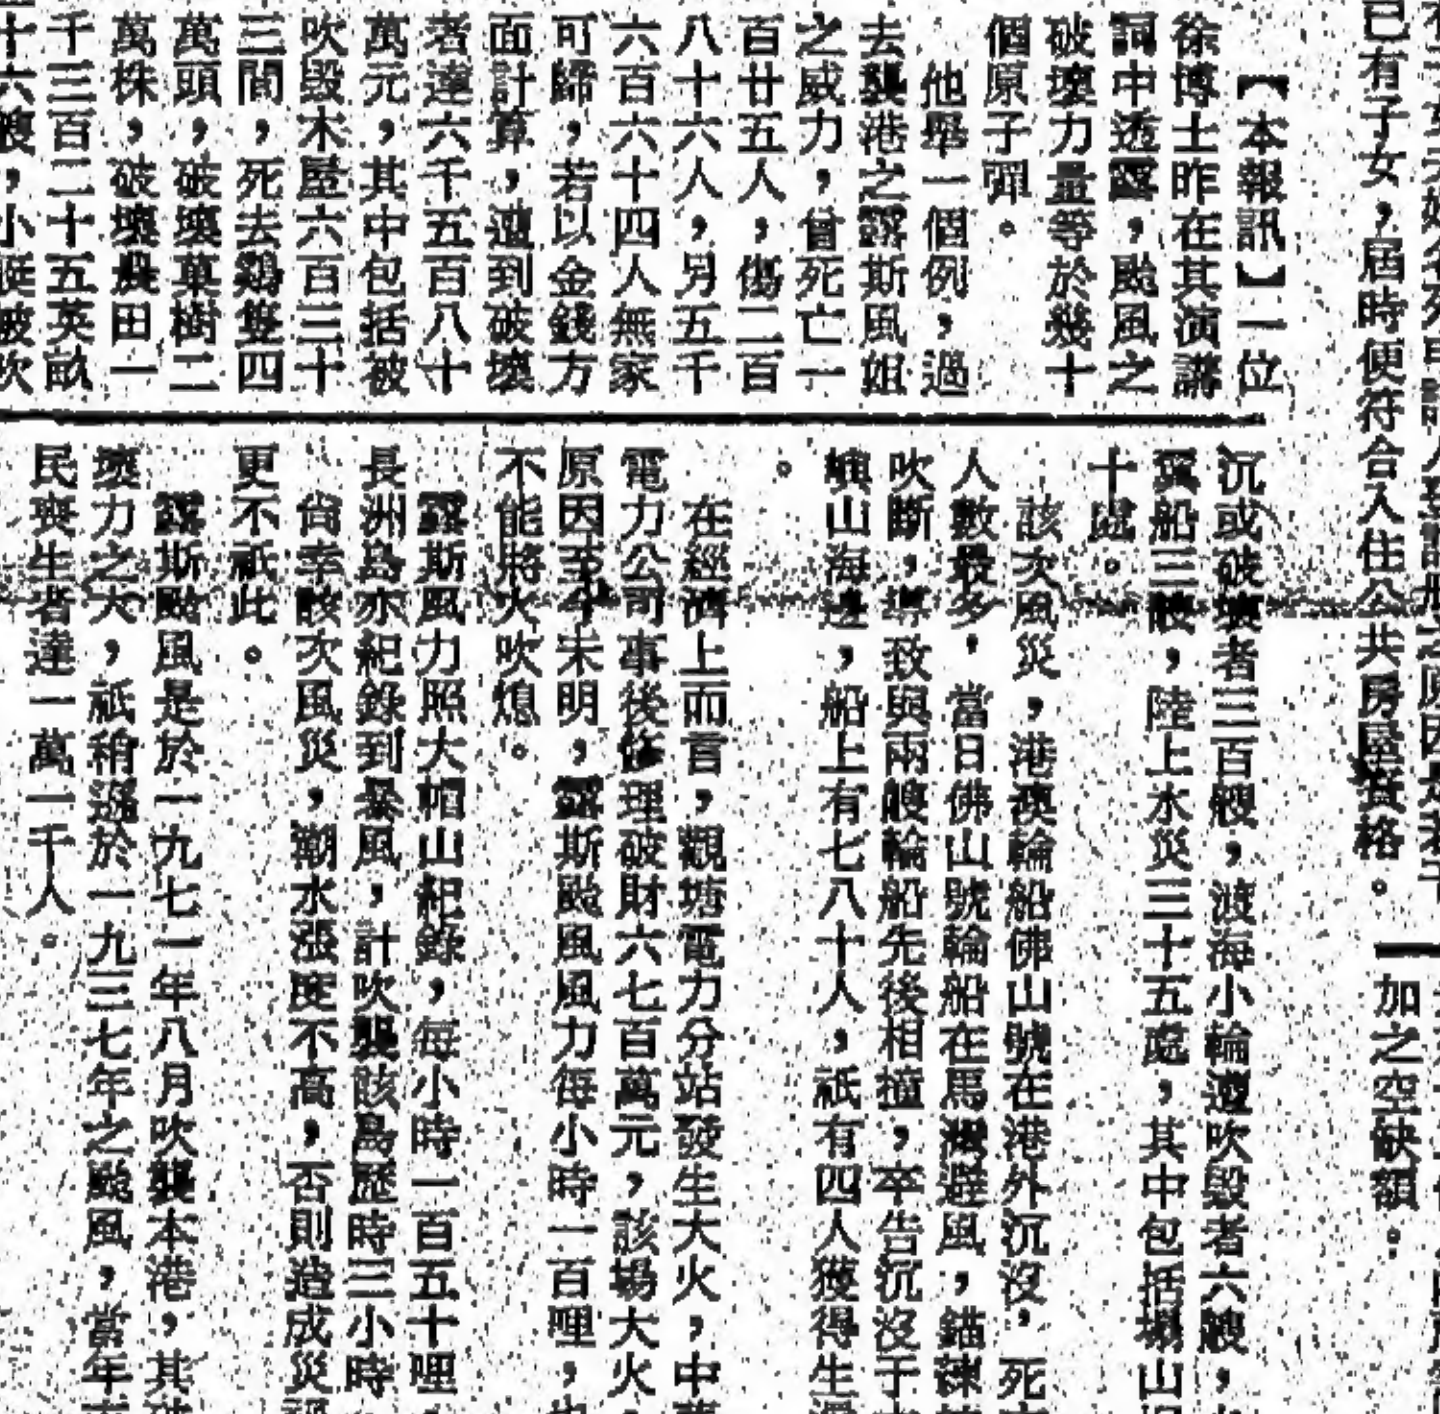 【本報訊】一位
徐博士昨在其演講
詞中透露，颱風之
破壞力量等於幾十
個原子彈。
他舉一個例，過
去襲港之露斯風姐
之威力，曾死亡一
百廿五人，傷二百
八十六人，另五千
六百六十四人無家
可歸，若以金錢方
面計算，遭到破壞
者達六千五百八十
萬元，其中包括被
吹毀木屋六百三十
三間，死去鷄隻四
萬頭，破壞菓樹二
萬株，破壞農田一
千三百二十五英畝
十六艘，小艇被吹
沉或破壞者三百艘，渡海小輪遭吹毀者六艘，
翼船三艘，陸上水災三十五處，其中包括塌山
十處。
該次風災，港澳輪船佛山號在港外沉沒，死
人數最多，當日佛山號輪船在馬灣避風，錨鍊
吹斷，導致與兩艘輪船先後相撞，卒告沉沒于
嶼山海邊，船上有七八十人，祇有四人獲得生
。
在經濟上而言，觀塘電力分站發生大火，中
電力公司事後修理破財六七百萬元，該場大火
原因至今未明，露斯颱風風力每小時一百哩，
不能將火吹熄。
露斯風力照大帽山紀錄，每小時一百五十哩
長洲島亦紀錄到暴風，計吹襲該島歷時三小時
尙幸該次風災，潮水漲度不高，否則造成災
更不祇此。
露斯颱風是於一九七一年八月吹襲本港，其破
壞力之大，祇稍遜於一九三七年之颱風，當年
民喪生者達一萬一千人。
已有子女，屆時便符合入住公共房屋資格。
加之空缺額。